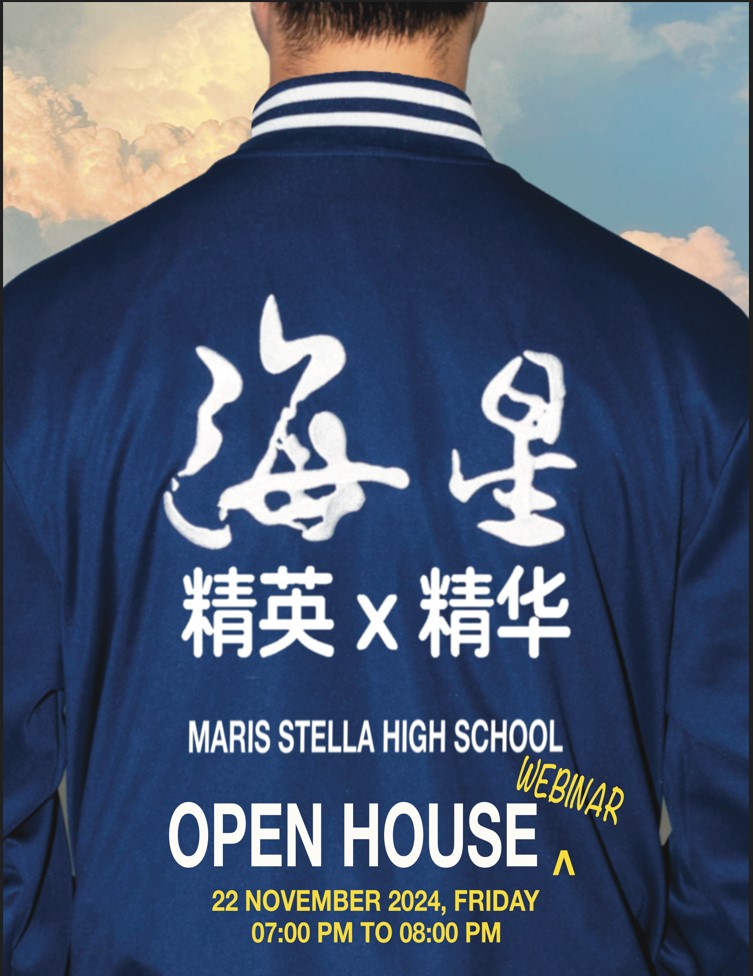 海星
精英 x 精华
MARIS STELLA HIGH SCHOOL
OPEN HOUSE ^ WEBINAR
22 NOVEMBER 2024, FRIDAY
07:00 PM TO 08:00 PM